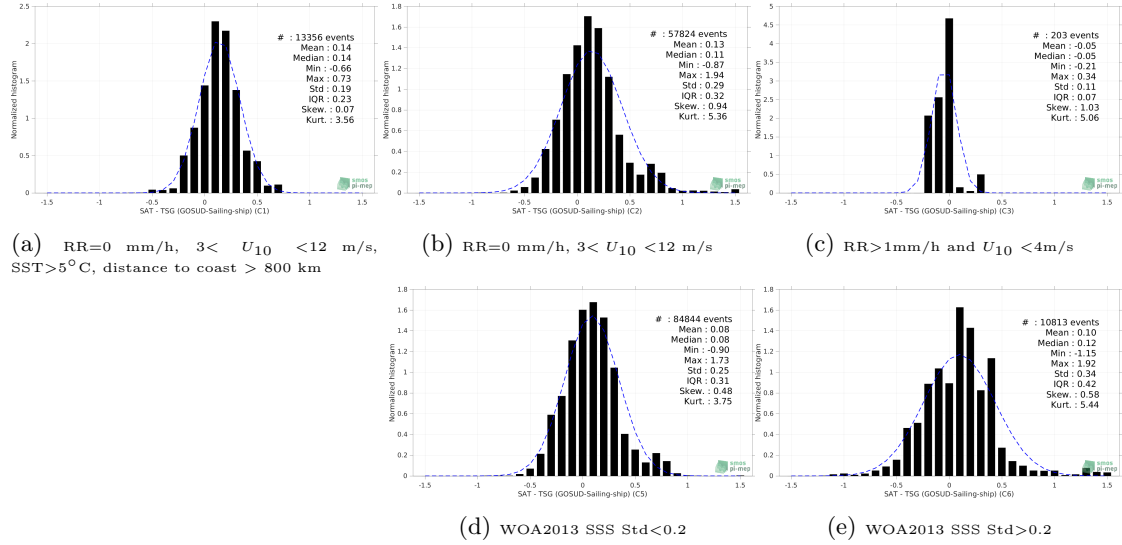 Normalized histogram
2.5
2
1.5
1
0.5
0
-1.5 -1 -0.5 0 0.5 1 1.5
# : 13356 events
Mean : 0.14
Median : 0.14
Min : -0.66
Max : 0.73
Std : 0.19
IQR : 0.23
Skew. : 0.07
Kurt. : 3.56
smos
pi-mep
SAT - TSG (GOSUD-Sailing-ship) (C1)
(a) RR=0 mm/h, 3< U10 <12 m/s,
SST>5°C, distance to coast > 800 km
Normalized histogram
1.8
1.6
1.4
1.2
1
0.8
0.6
0.4
0.2
0
-1.5 -1 -0.5 0 0.5 1 1.5
# : 57824 events
Mean : 0.13
Median : 0.11
Min : -0.87
Max : 1.94
Std : 0.29
IQR : 0.32
Skew. : 0.94
Kurt. : 5.36
smos
pi-mep
SAT - TSG (GOSUD-Sailing-ship) (C2)
(b) RR=0 mm/h, 3< U10 <12 m/s
Normalized histogram
5
4.5
4
3.5
3
2.5
2
1.5
1
0.5
0
-1.5 -1 -0.5 0 0.5 1 1.5
# : 203 events
Mean : -0.05
Median : -0.05
Min : -0.21
Max : 0.34
Std : 0.11
IQR : 0.07
Skew. : 1.03
Kurt. : 5.06
smos
pi-mep
SAT - TSG (GOSUD-Sailing-ship) (C3)
(c) RR>1mm/h and U10 <4m/s
Normalized histogram
1.8
1.6
1.4
1.2
1
0.8
0.6
0.4
0.2
0
-1.5 -1 -0.5 0 0.5 1 1.5
# : 84844 events
Mean : 0.08
Median : 0.08
Min : -0.90
Max : 1.73
Std : 0.25
IQR : 0.31
Skew. : 0.48
Kurt. : 3.75
smos
pi-mep
SAT - TSG (GOSUD-Sailing-ship) (C5)
(d) WOA2013 SSS Std<0.2
Normalized histogram
1.8
1.6
1.4
1.2
1
0.8
0.6
0.4
0.2
0
-1.5 -1 -0.5 0 0.5 1 1.5
# : 10813 events
Mean : 0.10
Median : 0.12
Min : -1.15
Max : 1.92
Std : 0.34
IQR : 0.42
Skew. : 0.58
Kurt. : 5.44
smos
pi-mep
SAT - TSG (GOSUD-Sailing-ship) (C6)
(e) WOA2013 SSS Std>0.2